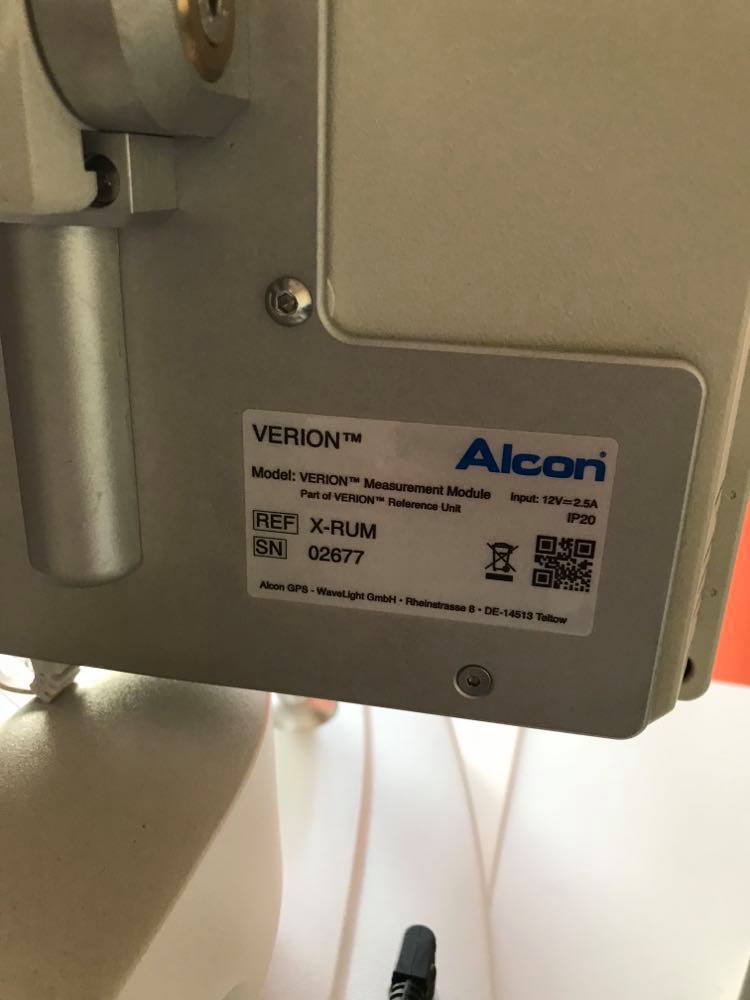 VERION™
Alcon
Model: VERION™ Measurement Module
Part of VERION™ Reference Unit
Input: 12V⎓2.5A
IP20
REF X-RUM
SN 02677
Alcon GPS - WaveLight GmbH • Rheinstrasse 8 • DE-14513 Teltow